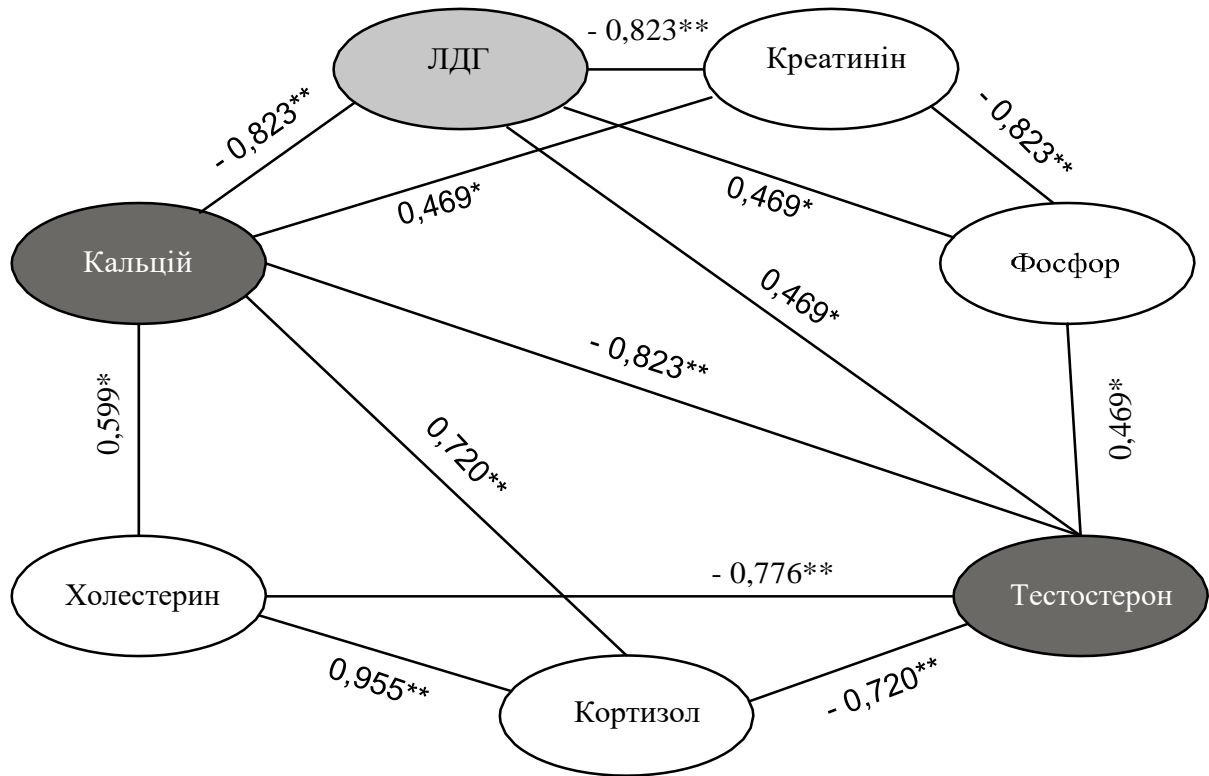 - 0,823**
ЛДГ
Креатинін
- 0,823**
- 0,823**
0,469*
0,469*
Кальцій
Фосфор
0,469*
- 0,823**
0,599*
0,469*
0,720**
- 0,776**
Холестерин
Тестостерон
0,955**
- 0,720**
Кортизол